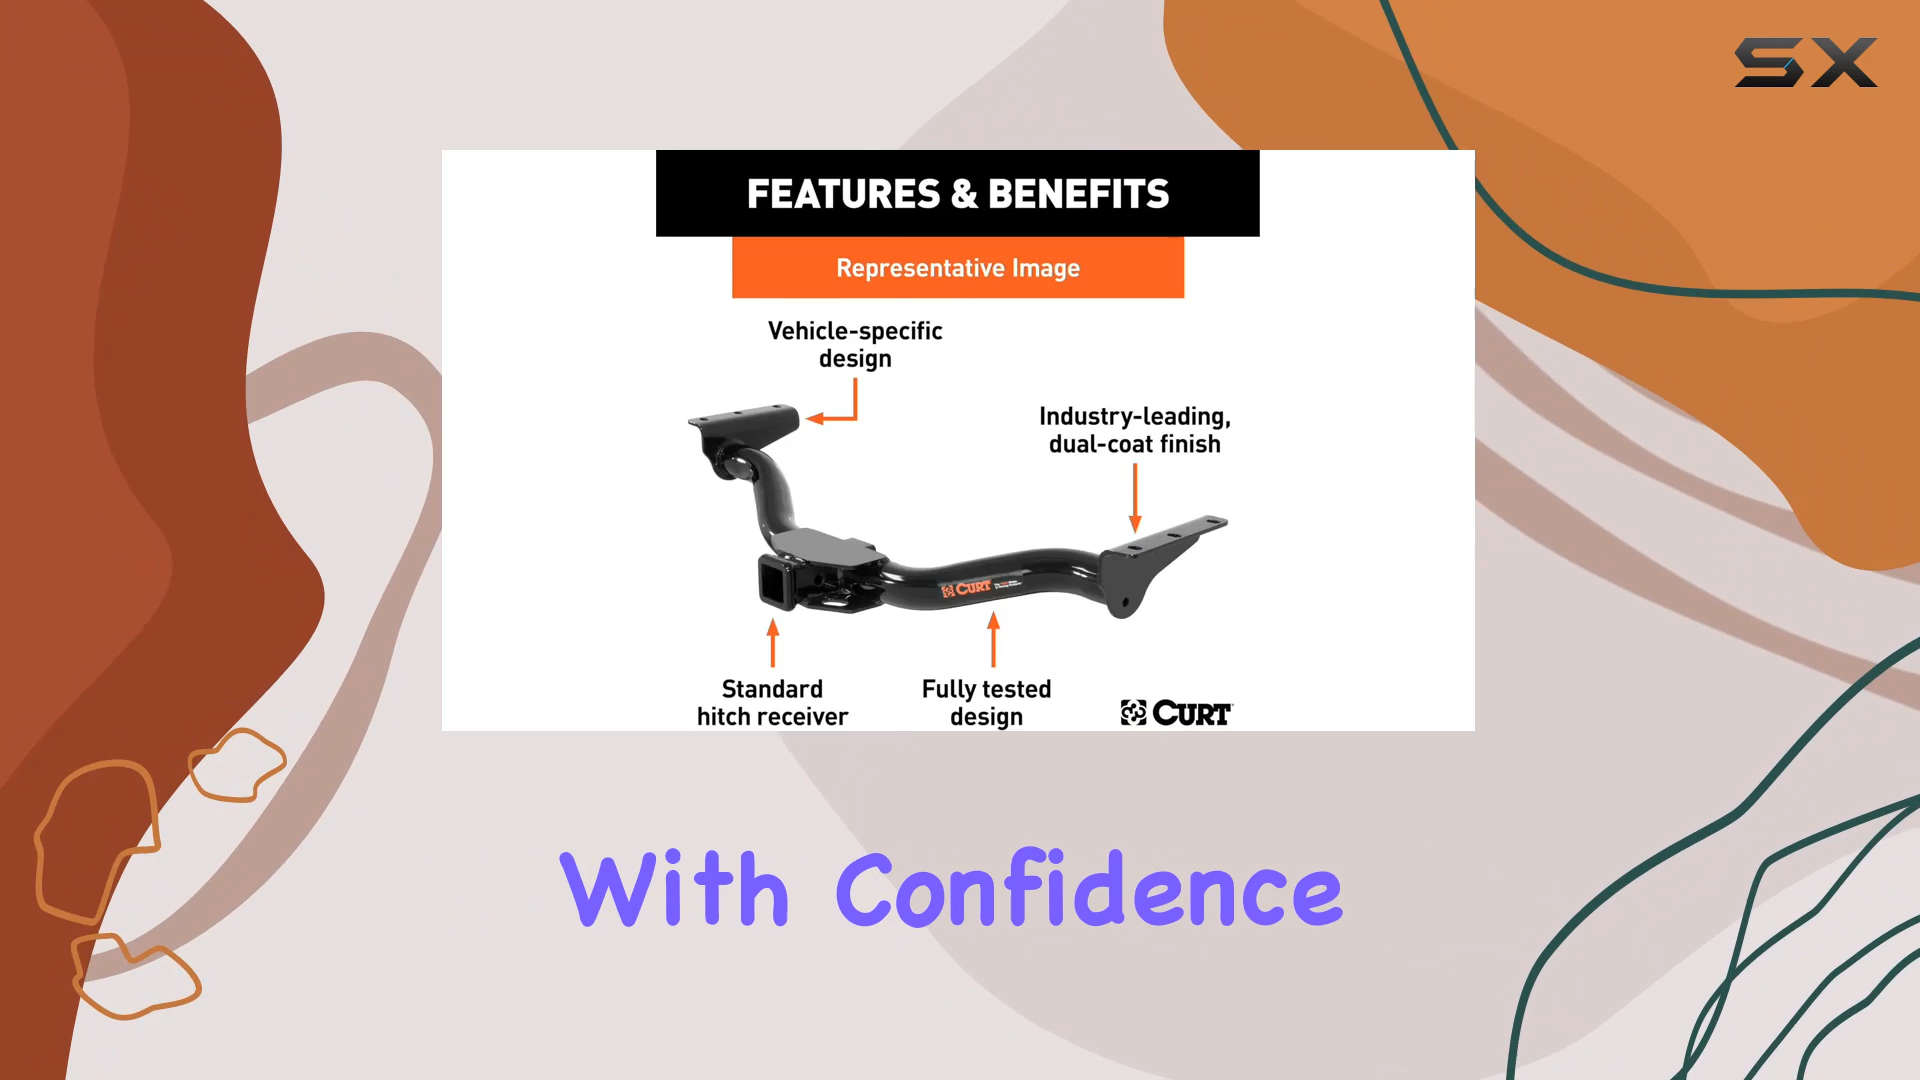 SX
FEATURES & BENEFITS
Representative Image
Vehicle-specific
design
Industry-leading,
dual-coat finish
CURT
Standard
hitch receiver
Fully tested
design
CURT
With Confidence